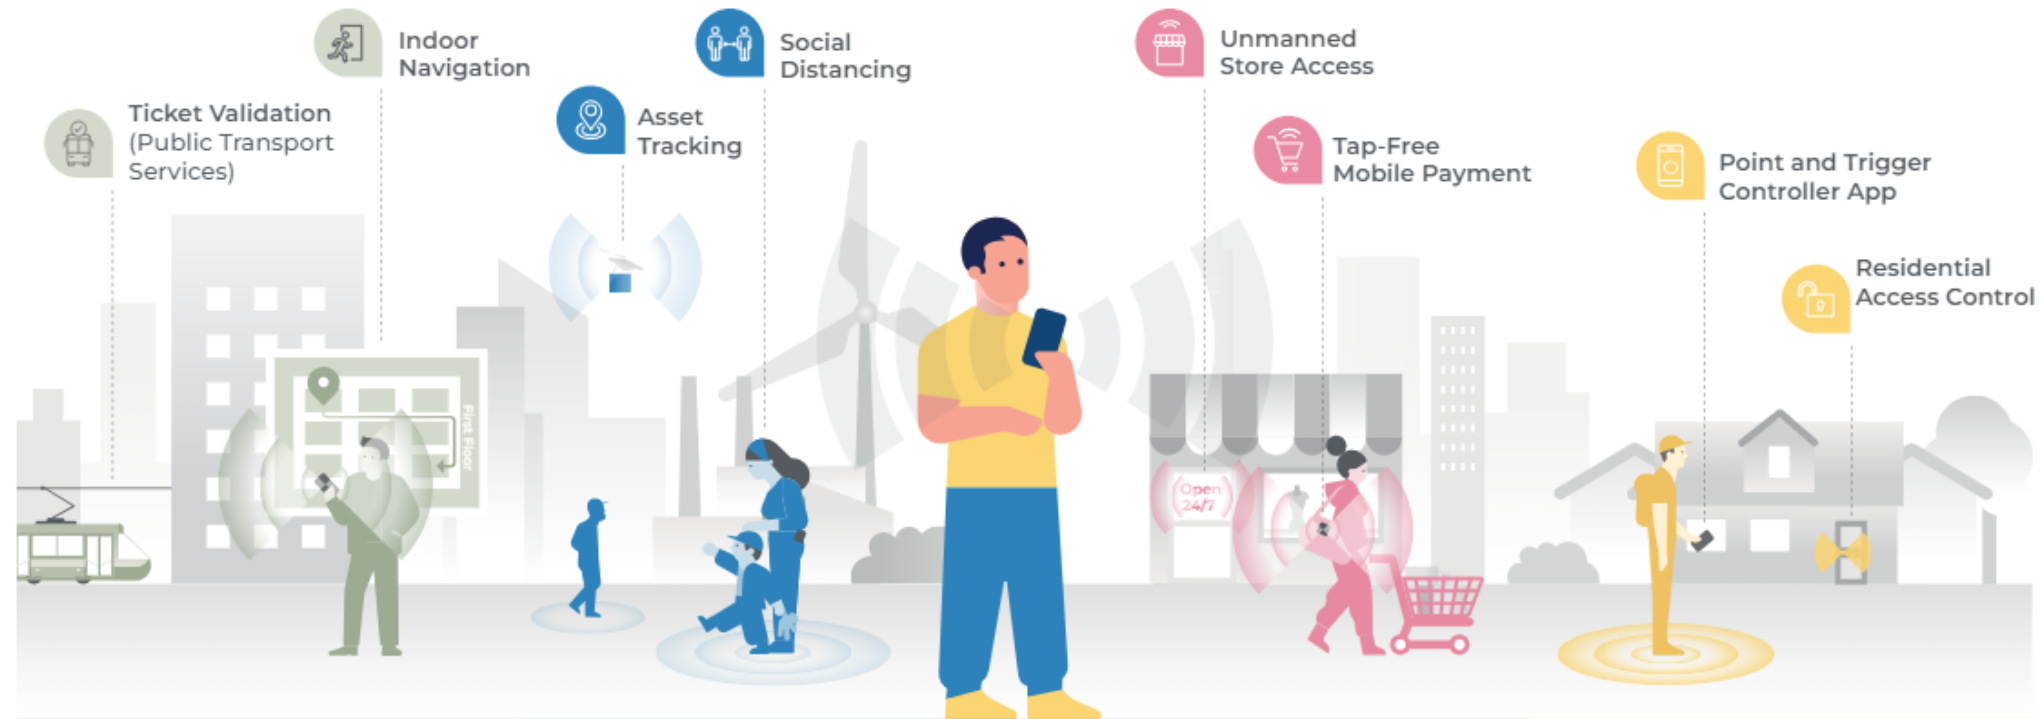 Ticket Validation
(Public Transport
Services)
Indoor
Navigation
Asset
Tracking
Social
Distancing
Unmanned
Store Access
Tap-Free
Mobile Payment
Point and Trigger
Controller App
Residential
Access Control
First Floor
Open
24/7